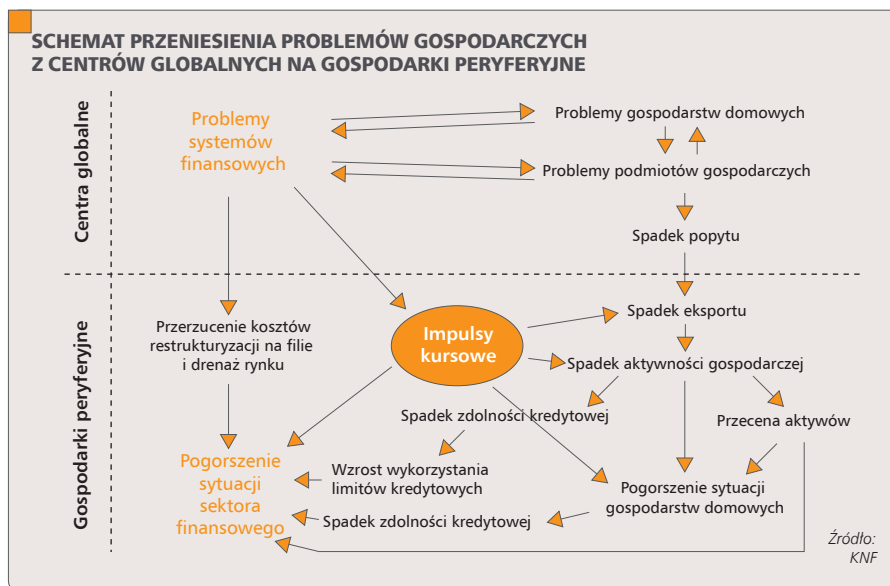 SCHEMAT PRZENIESIENIA PROBLEMÓW GOSPODARCZYCH
Z CENTRÓW GLOBALNYCH NA GOSPODARKI PERYFERYJNE
Centra globalne
Problemy
systemów
finansowych
Problemy gospodarstw domowych
Problemy podmiotów gospodarczych
Spadek popytu
Gospodarki peryferyjne
Przerzucenie kosztów
restrukturyzacji na filie
i drenaż rynku
Impulsy
kursowe
Spadek eksportu
Spadek aktywności gospodarczej
Spadek zdolności kredytowej
Przecena aktywów
Pogorszenie
sytuacji
sektora
finansowego
Wzrost wykorzystania
limitów kredytowych
Pogorszenie sytuacji
gospodarstw domowych
Spadek zdolności kredytowej
Źródło:
KNF